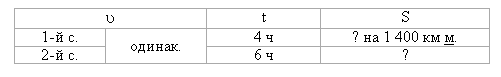 υ t S
1-й с. одинак. 4 ч ? на 1 400 км м.
2-й с. 6 ч ?